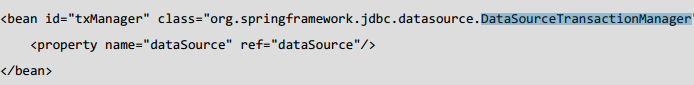 <bean id="txManager" class="org.springframework.jdbc.datasource.DataSourceTransactionManager"
<property name="dataSource" ref="dataSource"/>
</bean>